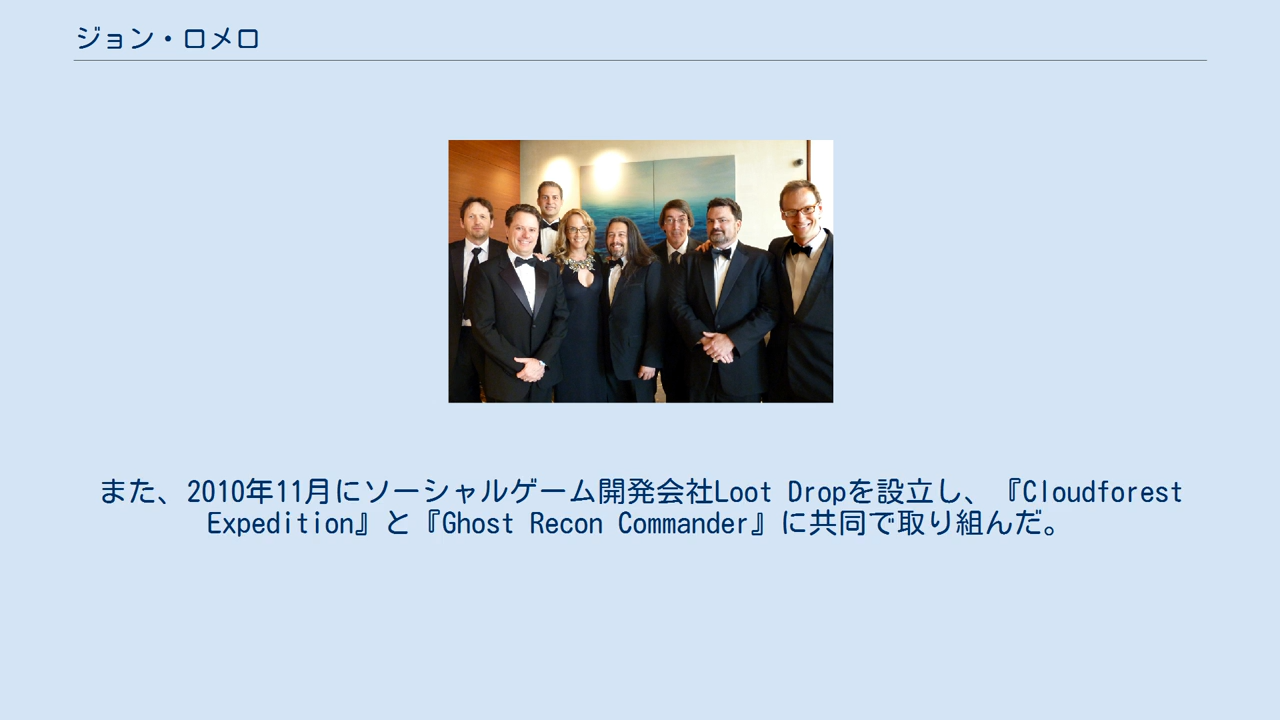 ジョン・ロメロ
また、2010年11月にソーシャルゲーム開発会社Loot Dropを設立し、『Cloudforest
Expedition』と『Ghost Recon Commander』に共同で取り組んだ。